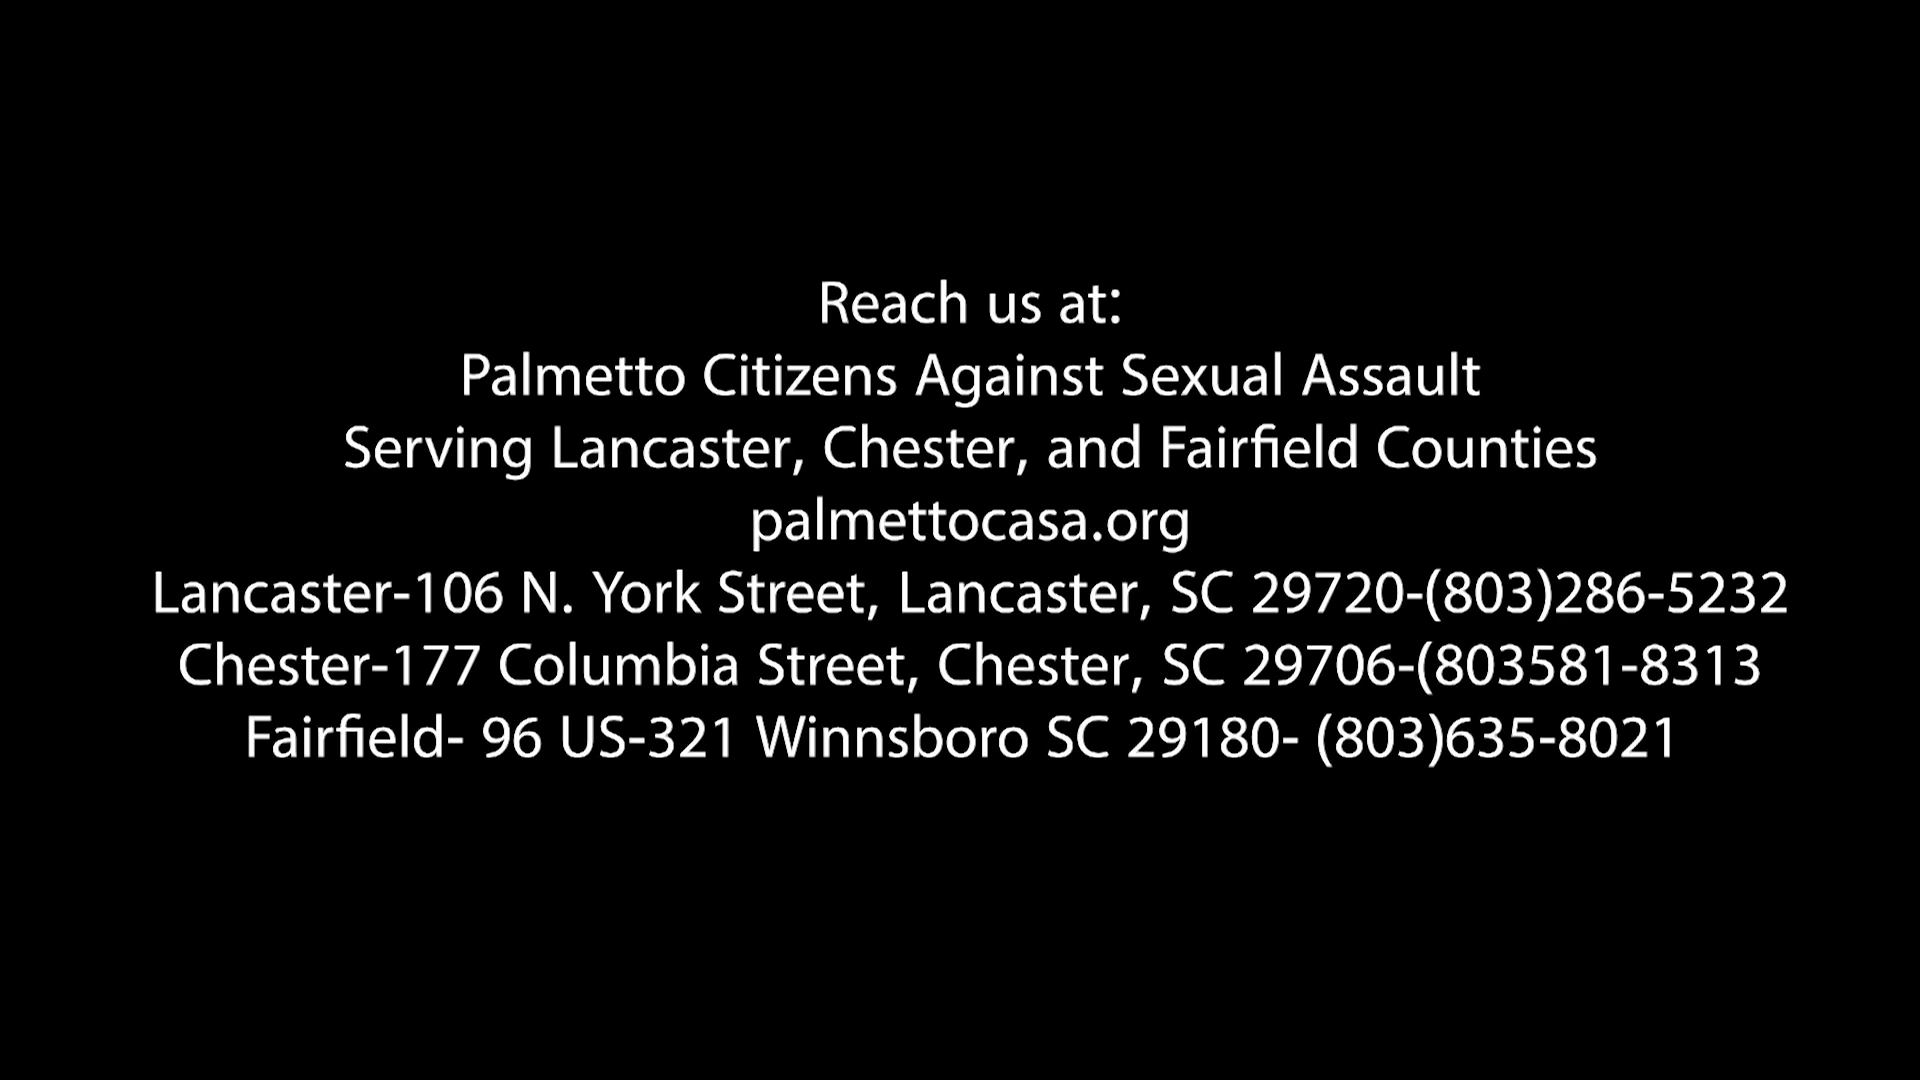 Reach us at:
Palmetto Citizens Against Sexual Assault
Serving Lancaster, Chester, and Fairfield Counties
palmettocasa.org
Lancaster-106 N. York Street, Lancaster, SC 29720-(803)286-5232
Chester-177 Columbia Street, Chester, SC 29706-(803581-8313
Fairfield- 96 US-321 Winnsboro SC 29180- (803)635-8021